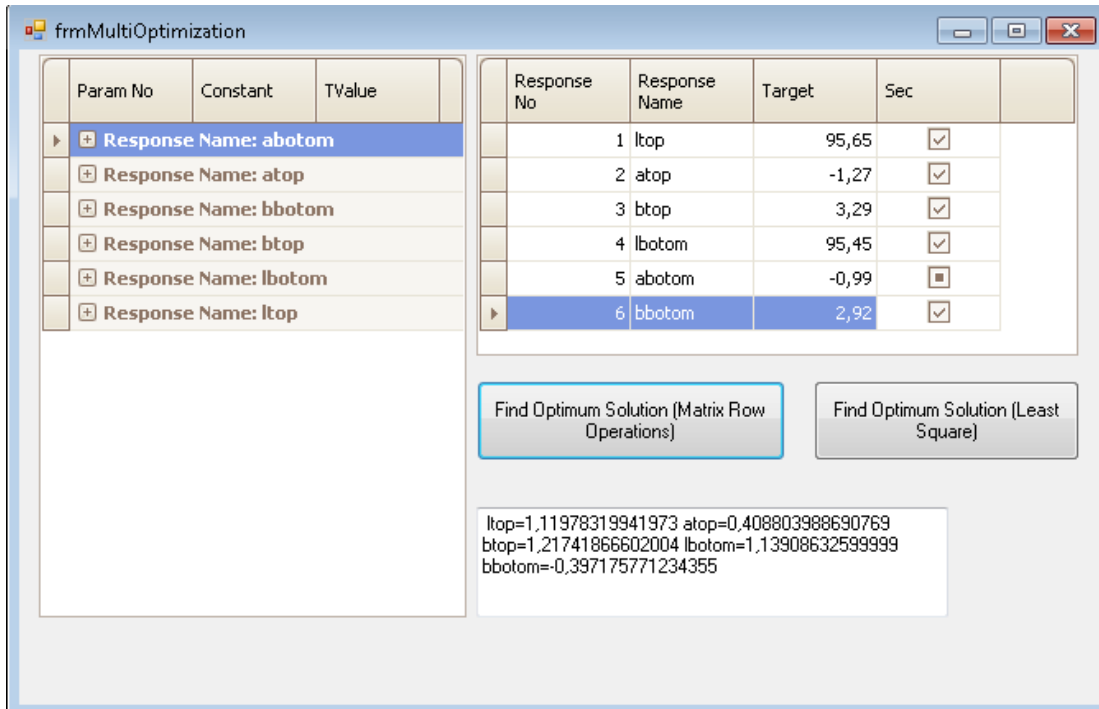 frmMultiOptimization
Param No Constant TValue
Response Name: abotom
Response Name: atop
Response Name: bbotom
Response Name: btop
Response Name: lbotom
Response Name: ltop
Response No Response Name Target Sec
1 ltop 95,65
2 atop -1,27
3 btop 3,29
4 lbotom 95,45
5 abotom -0,99
6 bbotom 2,92
Find Optimum Solution (Matrix Row
Operations)
Find Optimum Solution (Least
Square)
ltop=1,11978319941973 atop=0,408803988690769
btop=1,21741866602004 lbotom=1,13908632599999
bbotom=-0,397175771234355